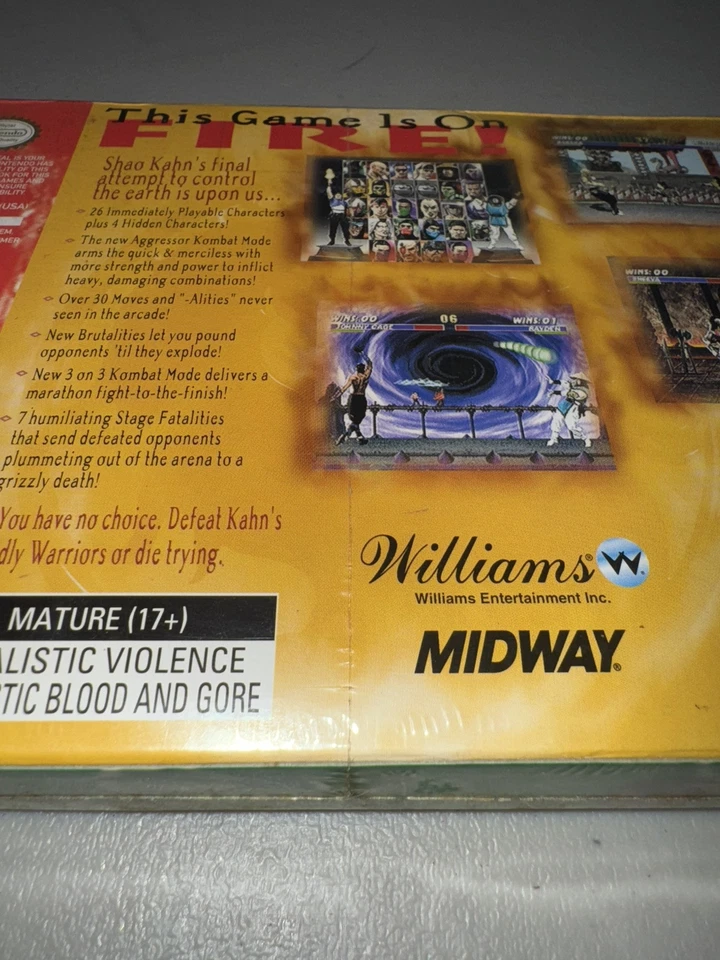 This Game Is On
FIRE!
Shao Kahn's final
attempt to control
the earth is upon us...
26 Immediately Playable Characters
plus 4 Hidden Characters!
The new Aggressor Kombat Mode
arms the quick & merciless with
more strength and power to inflict
heavy, damaging combinations!
Over 30 Moves and "-Alities" never
seen in the arcade!
New Brutalities let you pound
opponents 'til they explode!
New 3 on 3 Kombat Mode delivers a
marathon fight-to-the-finish!
7 humiliating Stage Fatalities
that send defeated opponents
plummeting out of the arena to a
grizzly death!
You have no choice. Defeat Kahn's
dly Warriors or die trying.
MATURE (17+)
ALISTIC VIOLENCE
TIC BLOOD AND GORE
WINS: 00
06
WINS: 01
JOHNNY CAGE
RAYDEN
WINS: 00
SHEEVA
Williams® W
Williams Entertainment Inc.
MIDWAY®